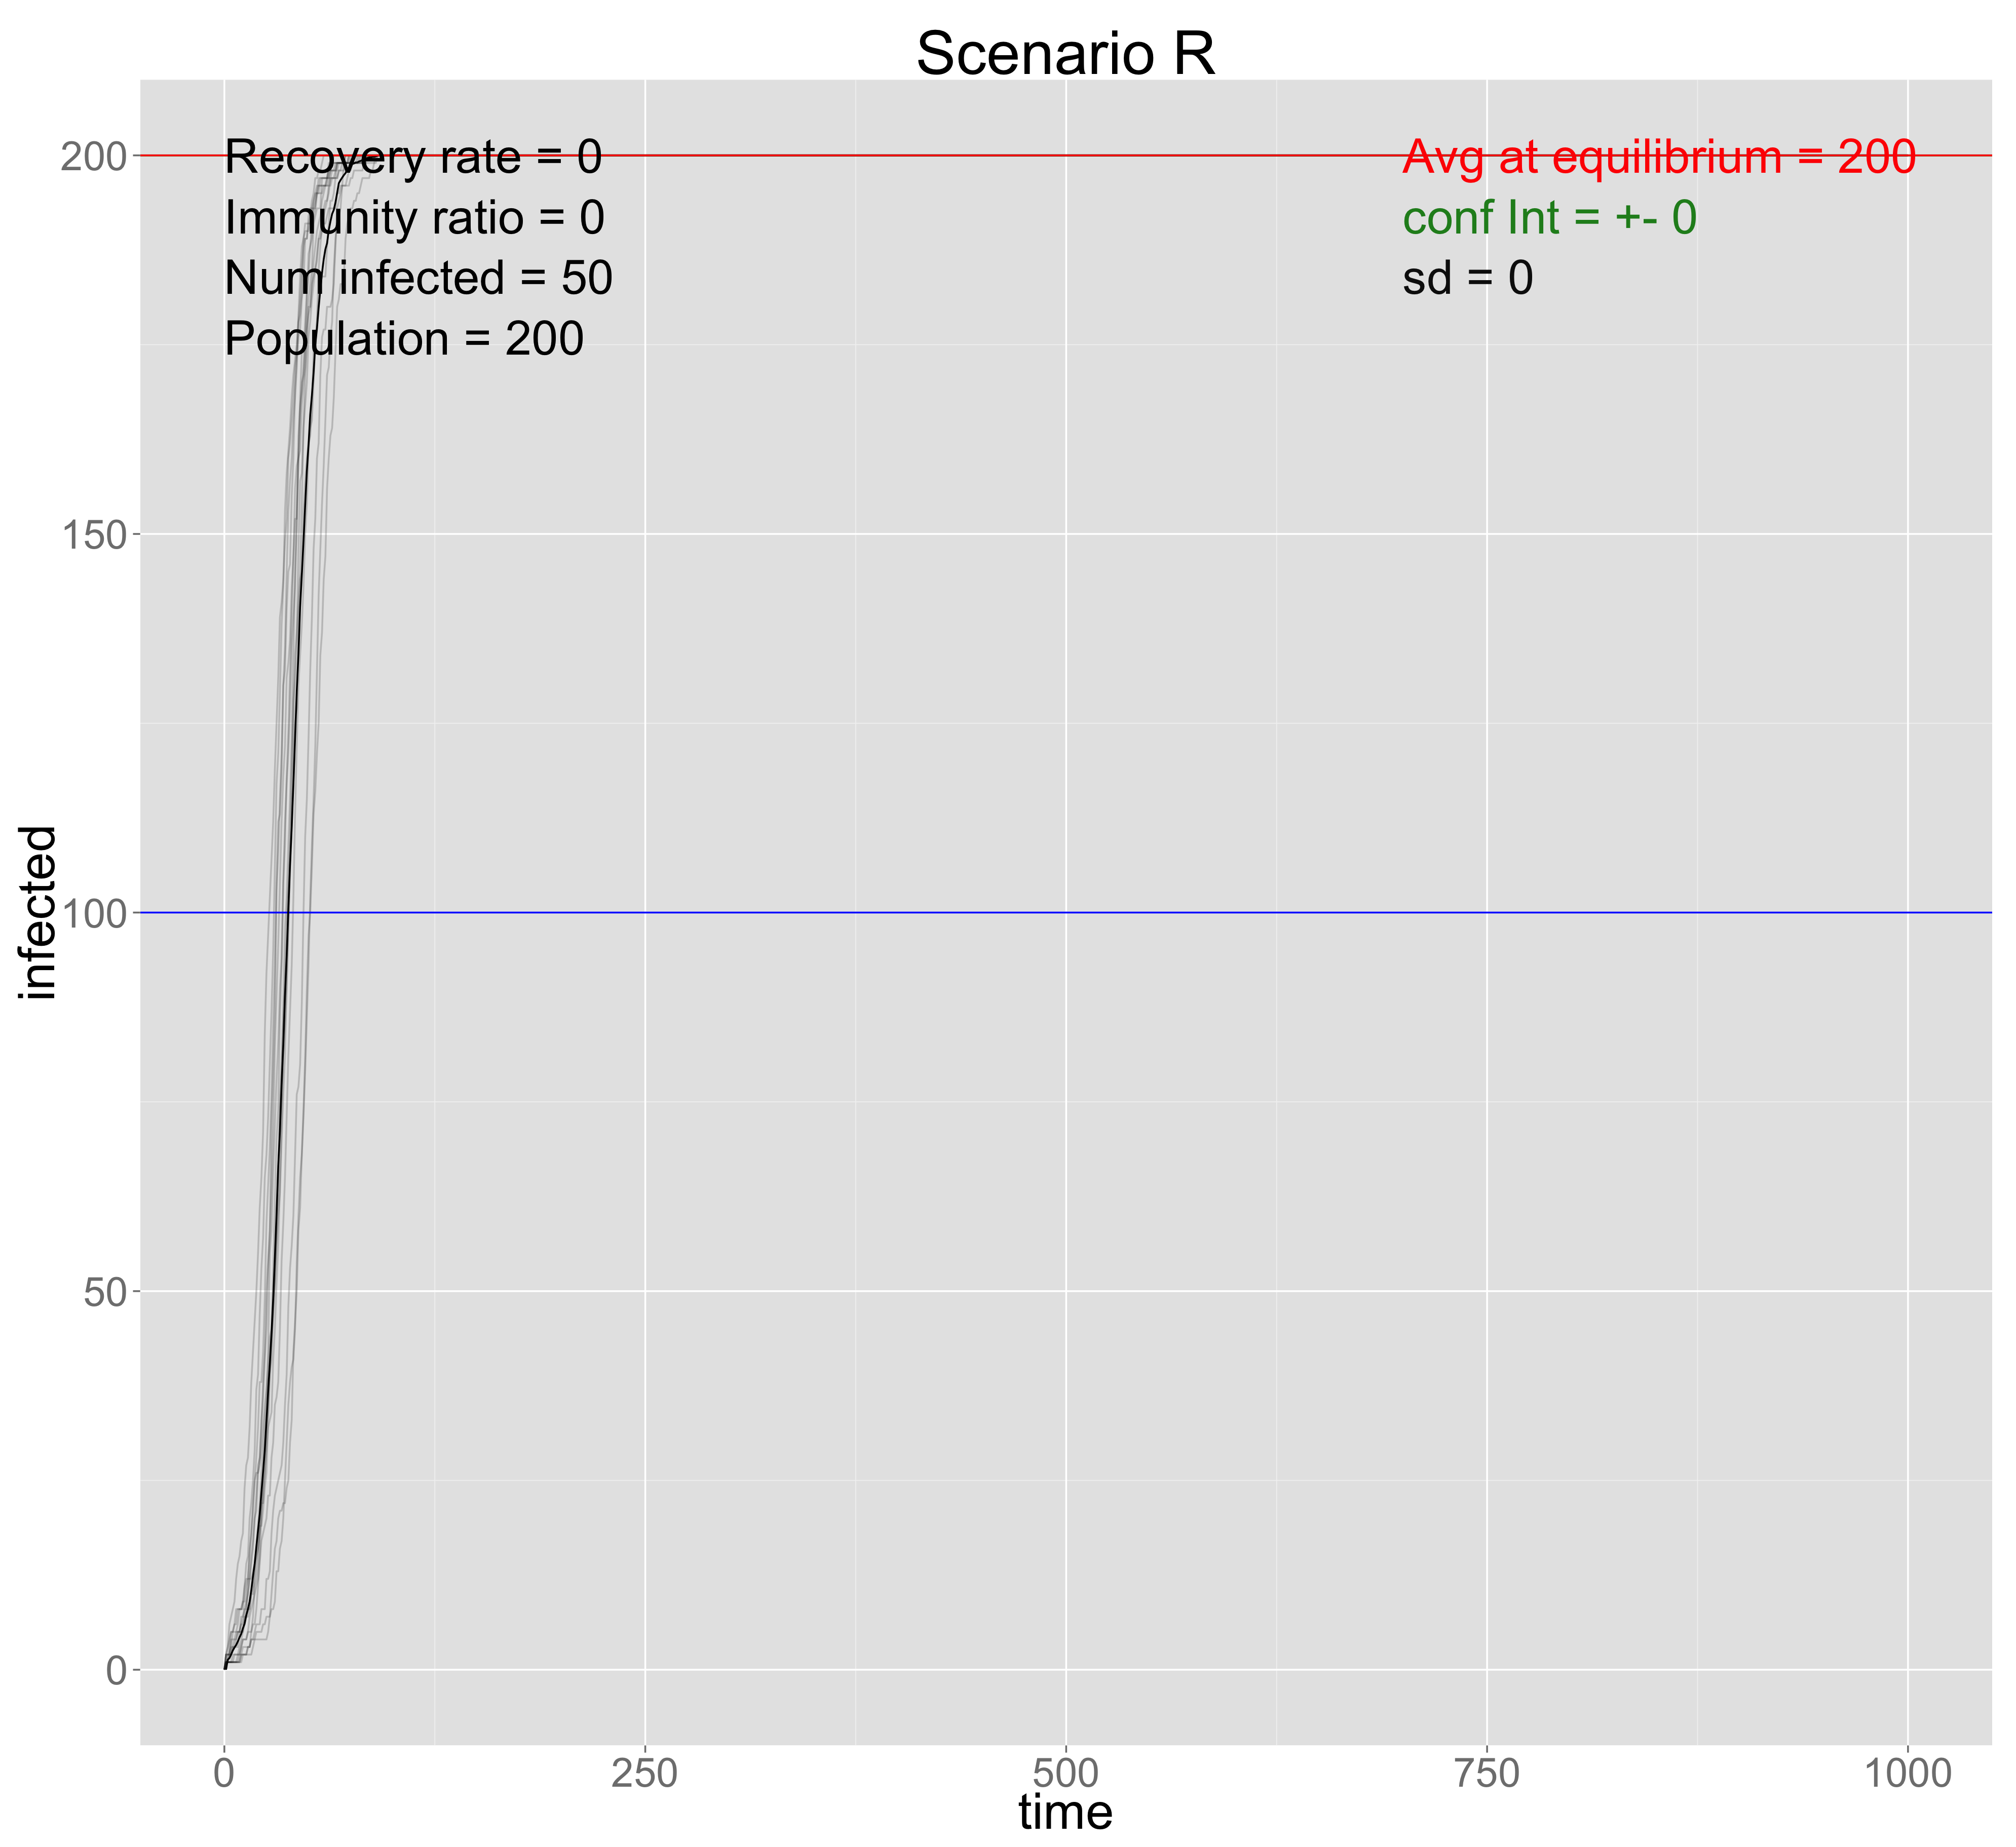 Scenario R
Recovery rate = 0
Immunity ratio = 0
Num infected = 50
Population = 200
Avg at equilibrium = 200
conf Int = +- 0
sd = 0
infected
200
150
100
50
0
0 250 500 750 1000
time